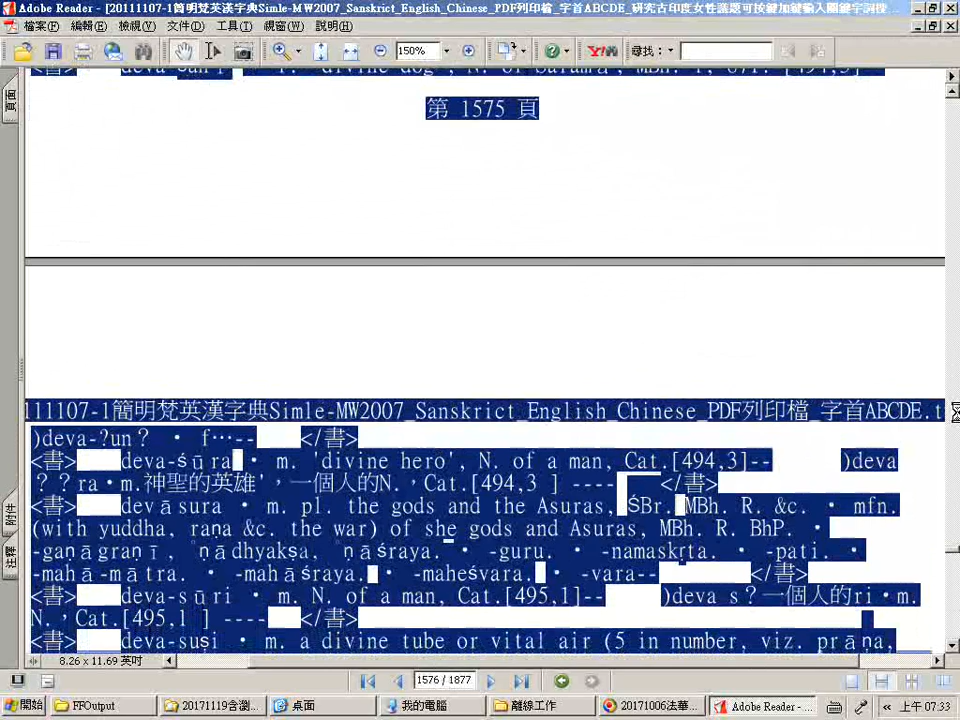 Adobe Reader - [20111107-1簡明梵英漢字典Simle-MW2007_Sanskrict_English_Chinese_PDF列印檔_字首ABCDE_研究古印度女性議題可按鍵加鍵輸入關鍵字詞搜
檔案(F) 編輯(E) 檢視(V) 文件(D) 工具(T) 視窗(W) 說明(H)
150% 尋找:
頁面
第 1575 頁
111107-1簡明梵英漢字典Simle-MW2007_Sanskrict_English_Chinese_PDF列印檔_字首ABCDE.t
)deva-?un? • f…-- </書>
<書> deva-śūra • m. 'divine hero', N. of a man, Cat.[494,3]-- )deva
??ra•m.神聖的英雄',一個人的N.,Cat.[494,3 ] ---- </書>
<書> devāsura • m. pl. the gods and the Asuras, ŚBr. MBh. R. &c. • mfn.
(with yuddha, raṇa &c. the war) of she gods and Asuras, MBh. R. BhP. •
-gaṇāgraṇī, ṇādhyakṣa, ṇāśraya. • -guru. • -namaskṛta. • -pati. •
-mahā-mātra. • -mahāśraya. • -maheśvara. • -vara-- </書>
<書> deva-sūri • m. N. of a man, Cat.[495,1]-- )deva s?一個人的ri•m.
N.,Cat.[495,1 ] ---- </書>
<書> deva-suṣi • m. a divine tube or vital air (5 in number, viz. prāṇa,
附件
注釋
8.26 x 11.69 英吋
1576 / 1877
開始 FFOutput 20171119含瀏... 桌面 我的電腦 離線工作 20171006法華... Adobe Reader - ... 上午 07:33